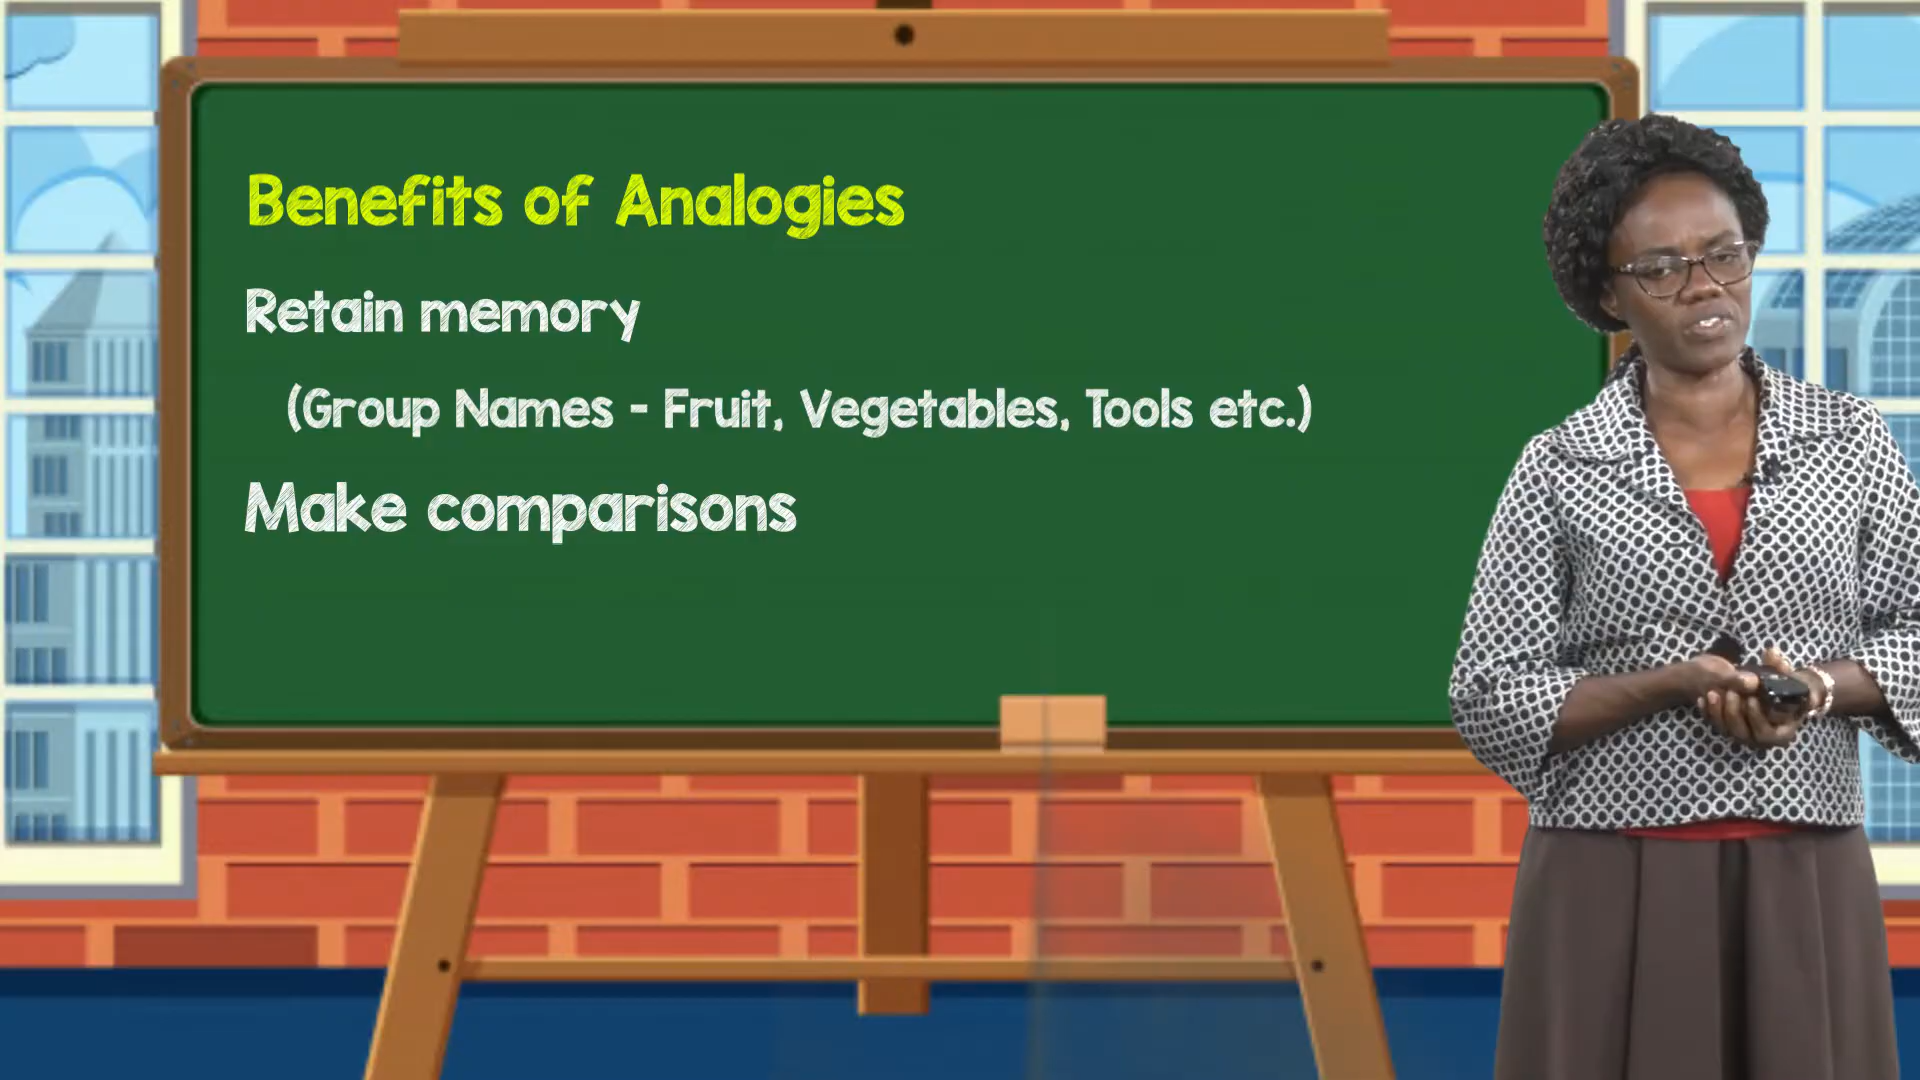 Benefits of Analogies
Retain memory
(Group Names - Fruit, Vegetables, Tools etc.)
Make comparisons